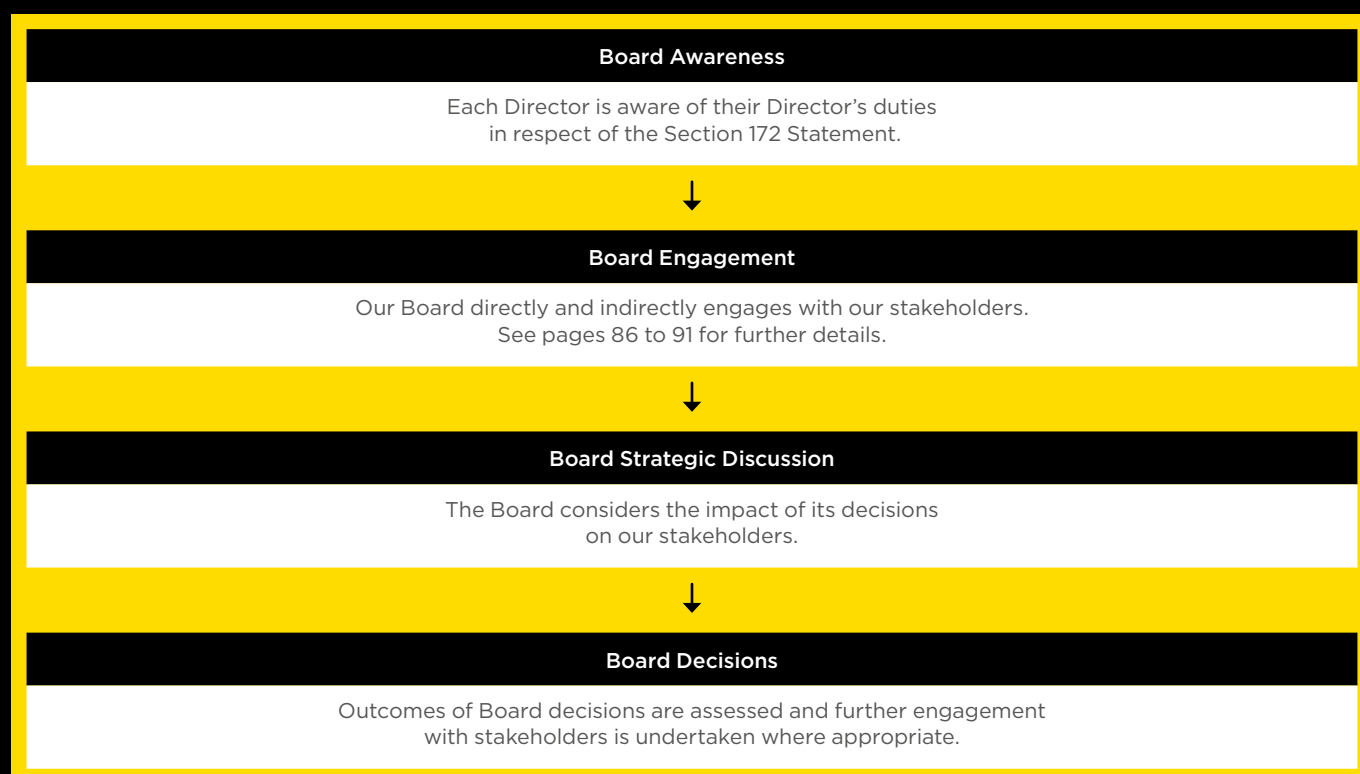 Board Awareness
Each Director is aware of their Director’s duties
in respect of the Section 172 Statement.
Board Engagement
Our Board directly and indirectly engages with our stakeholders.
See pages 86 to 91 for further details.
Board Strategic Discussion
The Board considers the impact of its decisions
on our stakeholders.
Board Decisions
Outcomes of Board decisions are assessed and further engagement
with stakeholders is undertaken where appropriate.